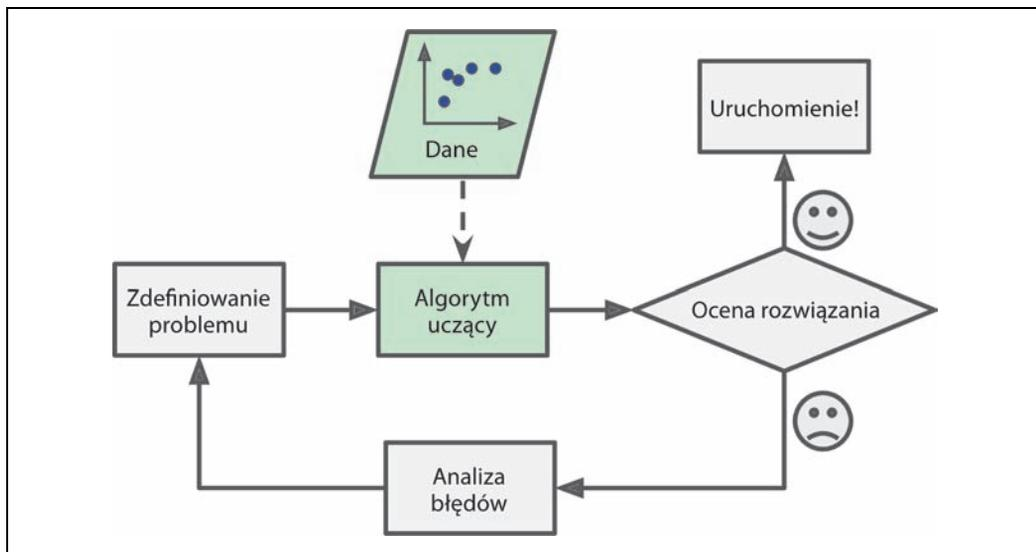 Dane
Uruchomienie!
Zdefiniowanie
problemu
Algorytm
uczący
Ocena rozwiązania
Analiza
błędów